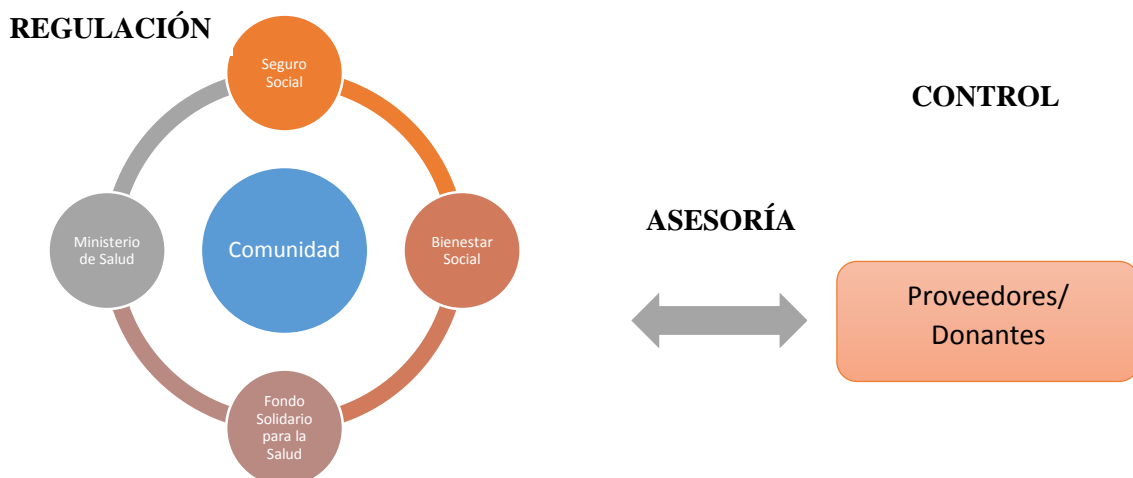 REGULACIÓN
Seguro
Social
CONTROL
Ministerio
de Salud
Comunidad
Bienestar
Social
ASESORÍA
Proveedores/
Donantes
Fondo
Solidario
para la
Salud